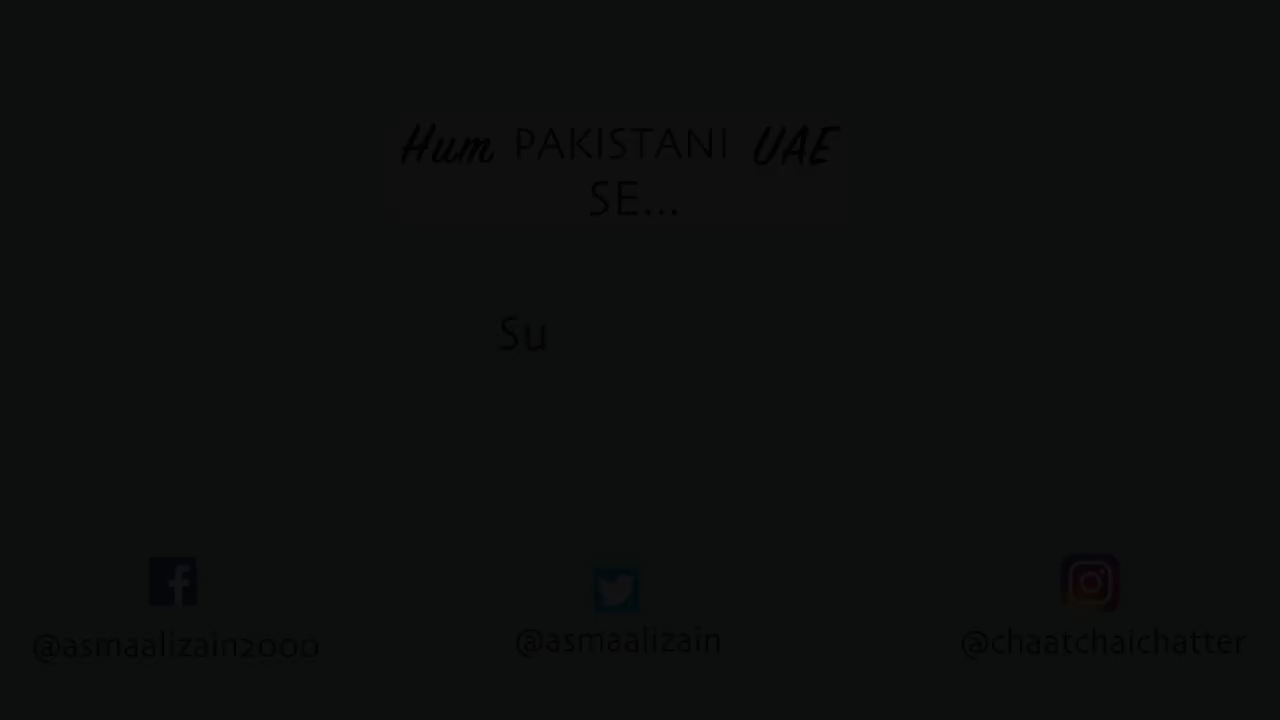 Hum PAKISTANI UAE
SE...
Su
@asmaalizain2000
@asmaalizain
@chaatchaichatter